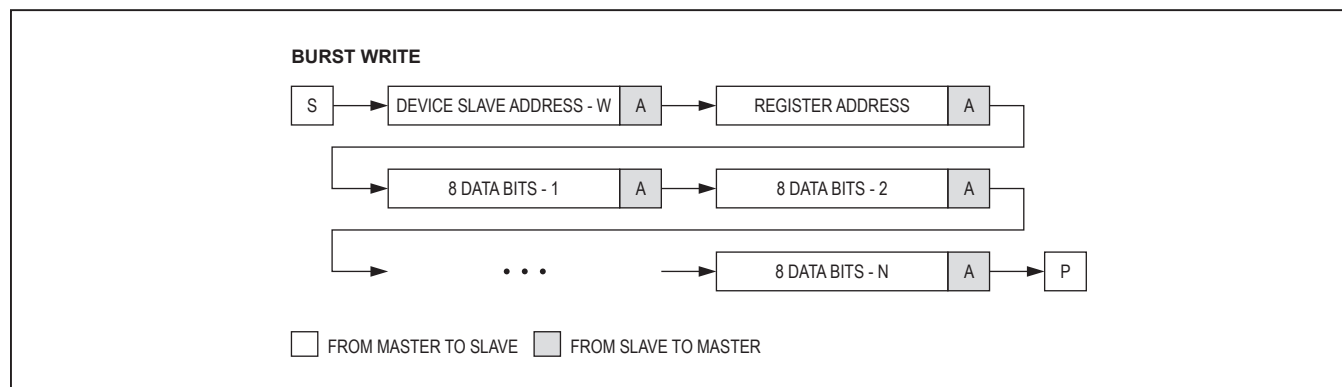 BURST WRITE
S DEVICE SLAVE ADDRESS - W A REGISTER ADDRESS A
8 DATA BITS - 1 A 8 DATA BITS - 2 A
• • • 8 DATA BITS - N A P
FROM MASTER TO SLAVE FROM SLAVE TO MASTER